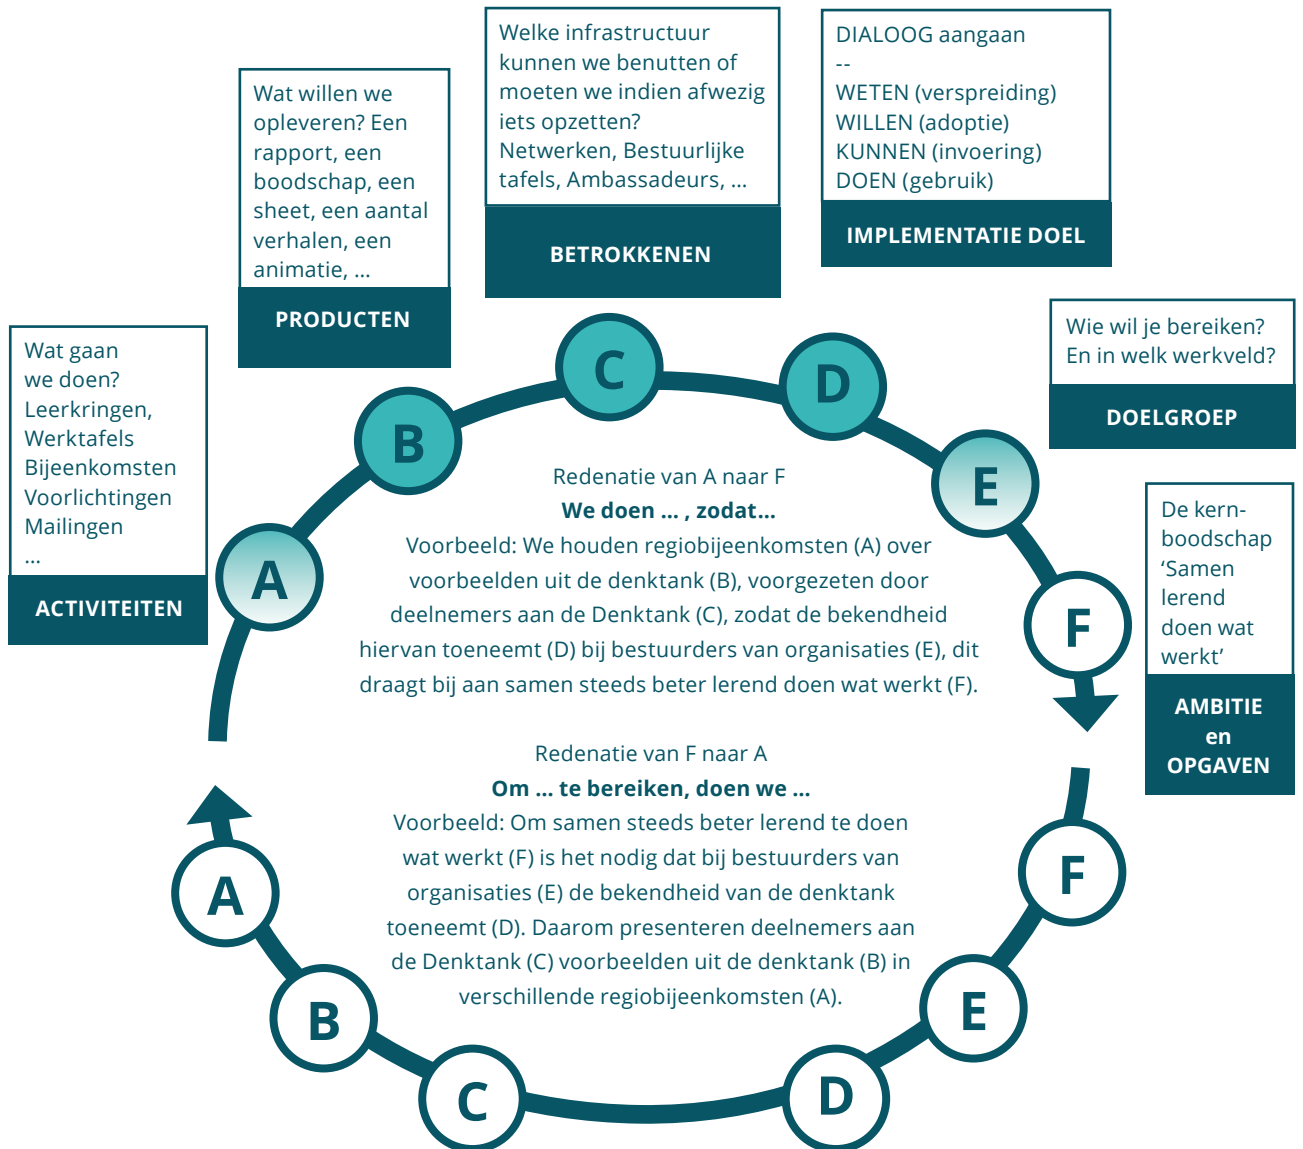 Wat gaan
we doen?
Leerkringen,
Werktafels
Bijeenkomsten
Voorlichtingen
Mailingen
...
ACTIVITEITEN
Wat willen we
opleveren? Een
rapport, een
boodschap, een
sheet, een aantal
verhalen, een
animatie, ...
PRODUCTEN
Welke infrastructuur
kunnen we benutten of
moeten we indien afwezig
iets opzetten?
Netwerken, Bestuurlijke
tafels, Ambassadeurs, ...
BETROKKENEN
DIALOOG aangaan
--
WETEN (verspreiding)
WILLEN (adoptie)
KUNNEN (invoering)
DOEN (gebruik)
IMPLEMENTATIE DOEL
Wie wil je bereiken?
En in welk werkveld?
DOELGROEP
De kern-
boodschap
‘Samen
lerend
doen wat
werkt’
AMBITIE
en
OPGAVEN
A
B
C
D
E
F
Redenatie van A naar F
We doen ... , zodat...
Voorbeeld: We houden regiobijeenkomsten (A) over
voorbeelden uit de denktank (B), voorgezeten door
deelnemers aan de Denktank (C), zodat de bekendheid
hiervan toeneemt (D) bij bestuurders van organisaties (E), dit
draagt bij aan samen steeds beter lerend doen wat werkt (F).
Redenatie van F naar A
Om ... te bereiken, doen we ...
Voorbeeld: Om samen steeds beter lerend te doen
wat werkt (F) is het nodig dat bij bestuurders van
organisaties (E) de bekendheid van de denktank
toeneemt (D). Daarom presenteren deelnemers aan
de Denktank (C) voorbeelden uit de denktank (B) in
verschillende regiobijeenkomsten (A).
F
E
D
C
B
A